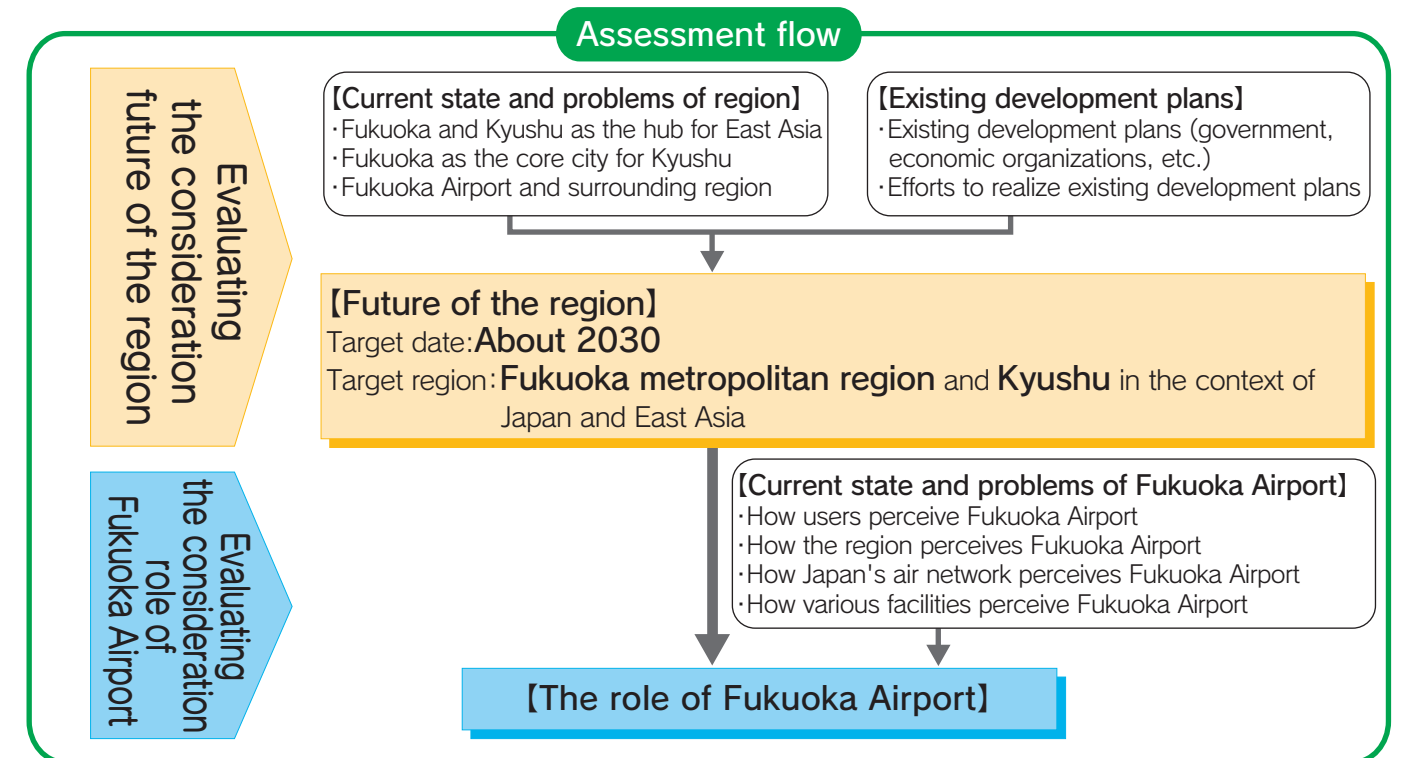 Assessment flow
Evaluating
the consideration
future of the region
【Current state and problems of region】
·Fukuoka and Kyushu as the hub for East Asia
·Fukuoka as the core city for Kyushu
·Fukuoka Airport and surrounding region
【Existing development plans】
·Existing development plans (government,
economic organizations, etc.)
·Efforts to realize existing development plans
【Future of the region】
Target date:About 2030
Target region:Fukuoka metropolitan region and Kyushu in the context of
Japan and East Asia
Evaluating
the consideration
role of
Fukuoka Airport
【Current state and problems of Fukuoka Airport】
·How users perceive Fukuoka Airport
·How the region perceives Fukuoka Airport
·How Japan's air network perceives Fukuoka Airport
·How various facilities perceive Fukuoka Airport
【The role of Fukuoka Airport】